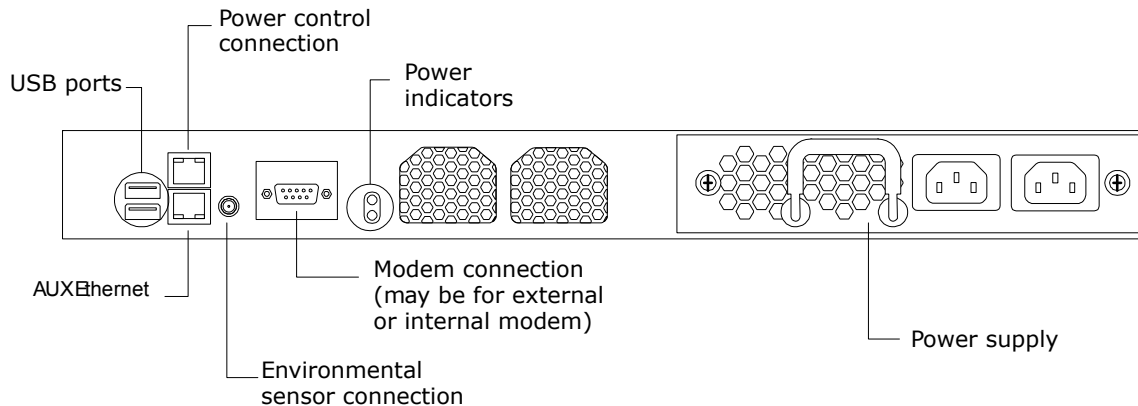 Power control
connection
USB ports
Power
indicators
AUXEthernet
Modem connection
(may be for external
or internal modem)
Power supply
Environmental
sensor connection